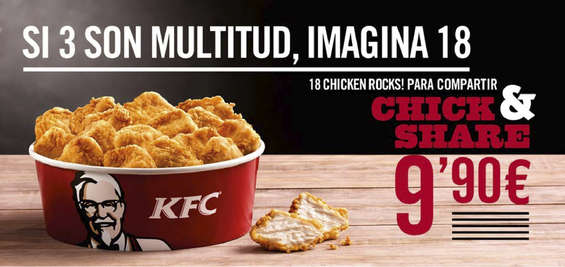 SI 3 SON MULTITUD, IMAGINA 18
18 CHICKEN ROCKS! PARA COMPARTIR
CHICK &
SHARE
9'90€
KFC